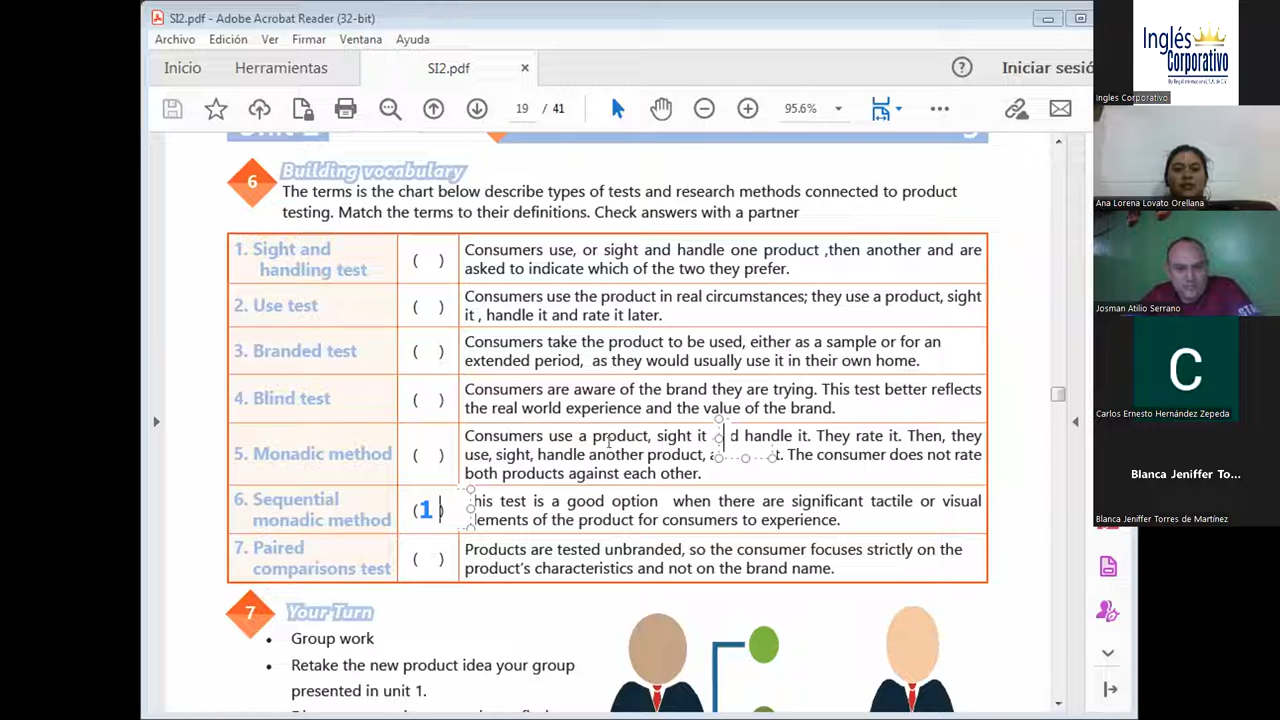 SI2.pdf - Adobe Acrobat Reader (32-bit)
Archivo Edición Ver Firmar Ventana Ayuda
Inicio Herramientas SI2.pdf × Iniciar sesió
19 / 41 95.6%
6 Building vocabulary
The terms is the chart below describe types of tests and research methods connected to product
testing. Match the terms to their definitions. Check answers with a partner
1. Sight and
handling test
( )
Consumers use, or sight and handle one product ,then another and are
asked to indicate which of the two they prefer.
2. Use test
( )
Consumers use the product in real circumstances; they use a product, sight
it , handle it and rate it later.
3. Branded test
( )
Consumers take the product to be used, either as a sample or for an
extended period, as they would usually use it in their own home.
4. Blind test
( )
Consumers are aware of the brand they are trying. This test better reflects
the real world experience and the value of the brand.
5. Monadic method
( )
Consumers use a product, sight it d handle it. They rate it. Then, they
use, sight, handle another product, t. The consumer does not rate
both products against each other.
6. Sequential
monadic method
(1 )
his test is a good option when there are significant tactile or visual
lements of the product for consumers to experience.
7. Paired
comparisons test
( )
Products are tested unbranded, so the consumer focuses strictly on the
product's characteristics and not on the brand name.
7 Your Turn
• Group work
• Retake the new product idea your group
presented in unit 1.
Inglés
Corporativo
Ingles Corporativo
Ana Lorena Lovato Orellana
Josman Atilio Serrano
C
Carlos Ernesto Hernández Zepeda
Blanca Jeniffer Torres de...
Blanca Jeniffer Torres de Martínez